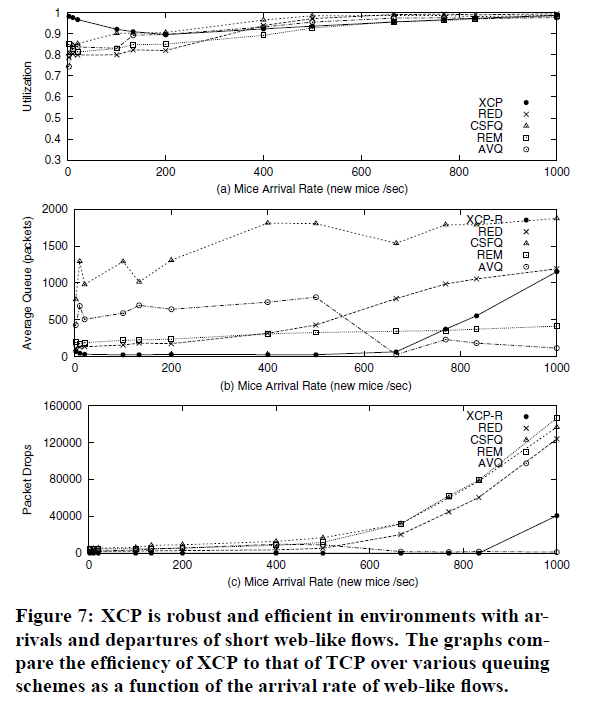 1
0.9
0.8
0.7
0.6
0.5
0.4
0.3
Utilization
XCP
RED
CSFQ
REM
AVQ
0 200 400 600 800 1000
(a) Mice Arrival Rate (new mice /sec)
2000
1500
1000
500
0
Average Queue (packets)
XCP-R
RED
CSFQ
REM
AVQ
0 200 400 600 800 1000
(b) Mice Arrival Rate (new mice /sec)
160000
120000
80000
40000
0
Packet Drops
XCP-R
RED
CSFQ
REM
AVQ
0 200 400 600 800 1000
(c) Mice Arrival Rate (new mice /sec)
Figure 7: XCP is robust and efficient in environments with ar-
rivals and departures of short web-like flows. The graphs com-
pare the efficiency of XCP to that of TCP over various queuing
schemes as a function of the arrival rate of web-like flows.